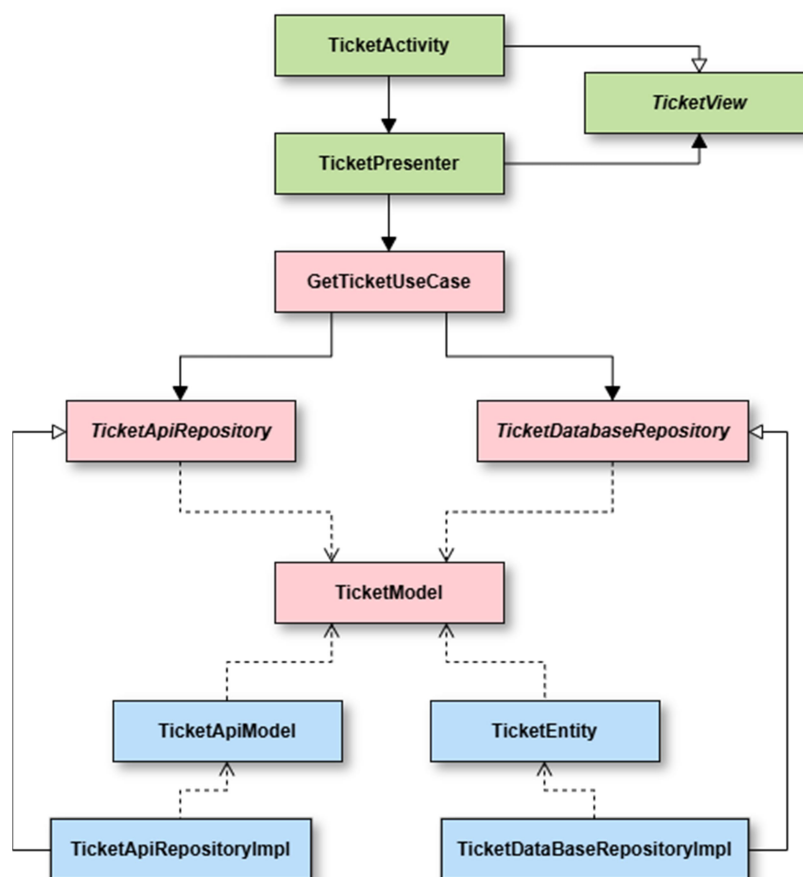 TicketActivity
TicketView
TicketPresenter
GetTicketUseCase
TicketApiRepository
TicketDatabaseRepository
TicketModel
TicketApiModel
TicketEntity
TicketApiRepositoryImpl
TicketDataBaseRepositoryImpl